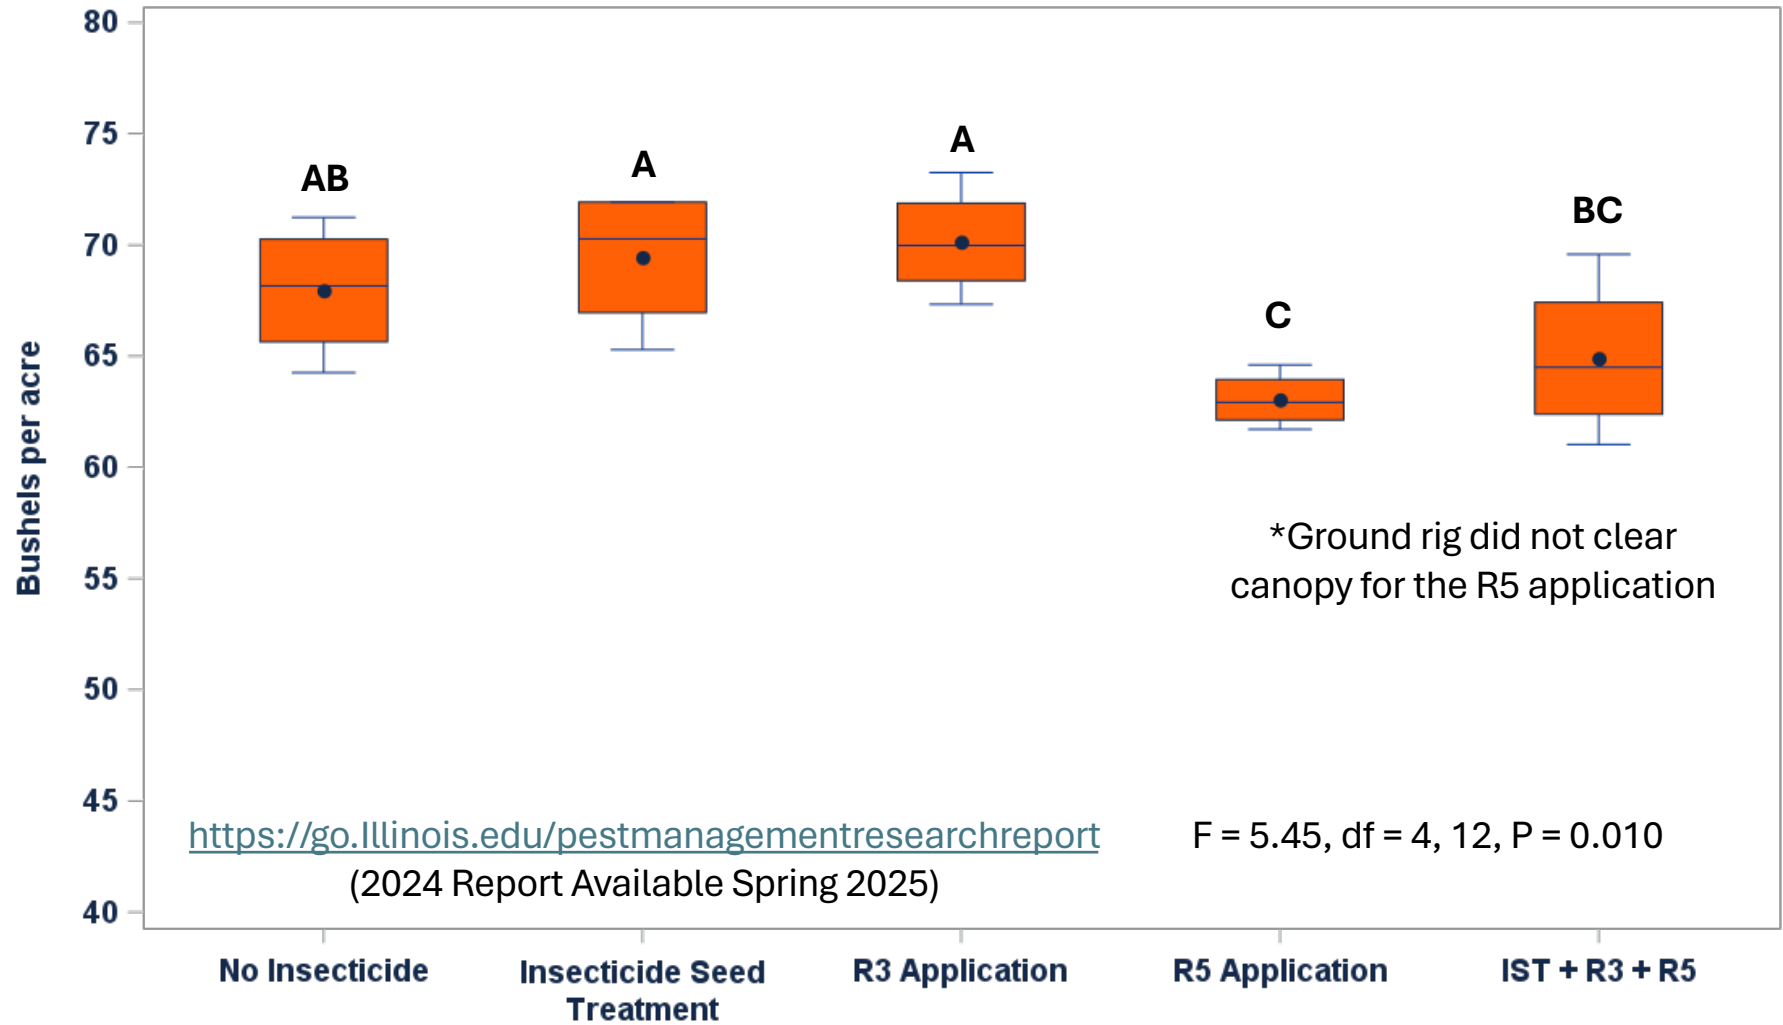 80
75
70
65
60
55
50
45
40
Bushels per acre
AB
A
A
C
BC
*Ground rig did not clear
canopy for the R5 application
https://go.Illinois.edu/pestmanagementresearchreport
(2024 Report Available Spring 2025)
F = 5.45, df = 4, 12, P = 0.010
No Insecticide
Insecticide Seed
Treatment
R3 Application
R5 Application
IST + R3 + R5